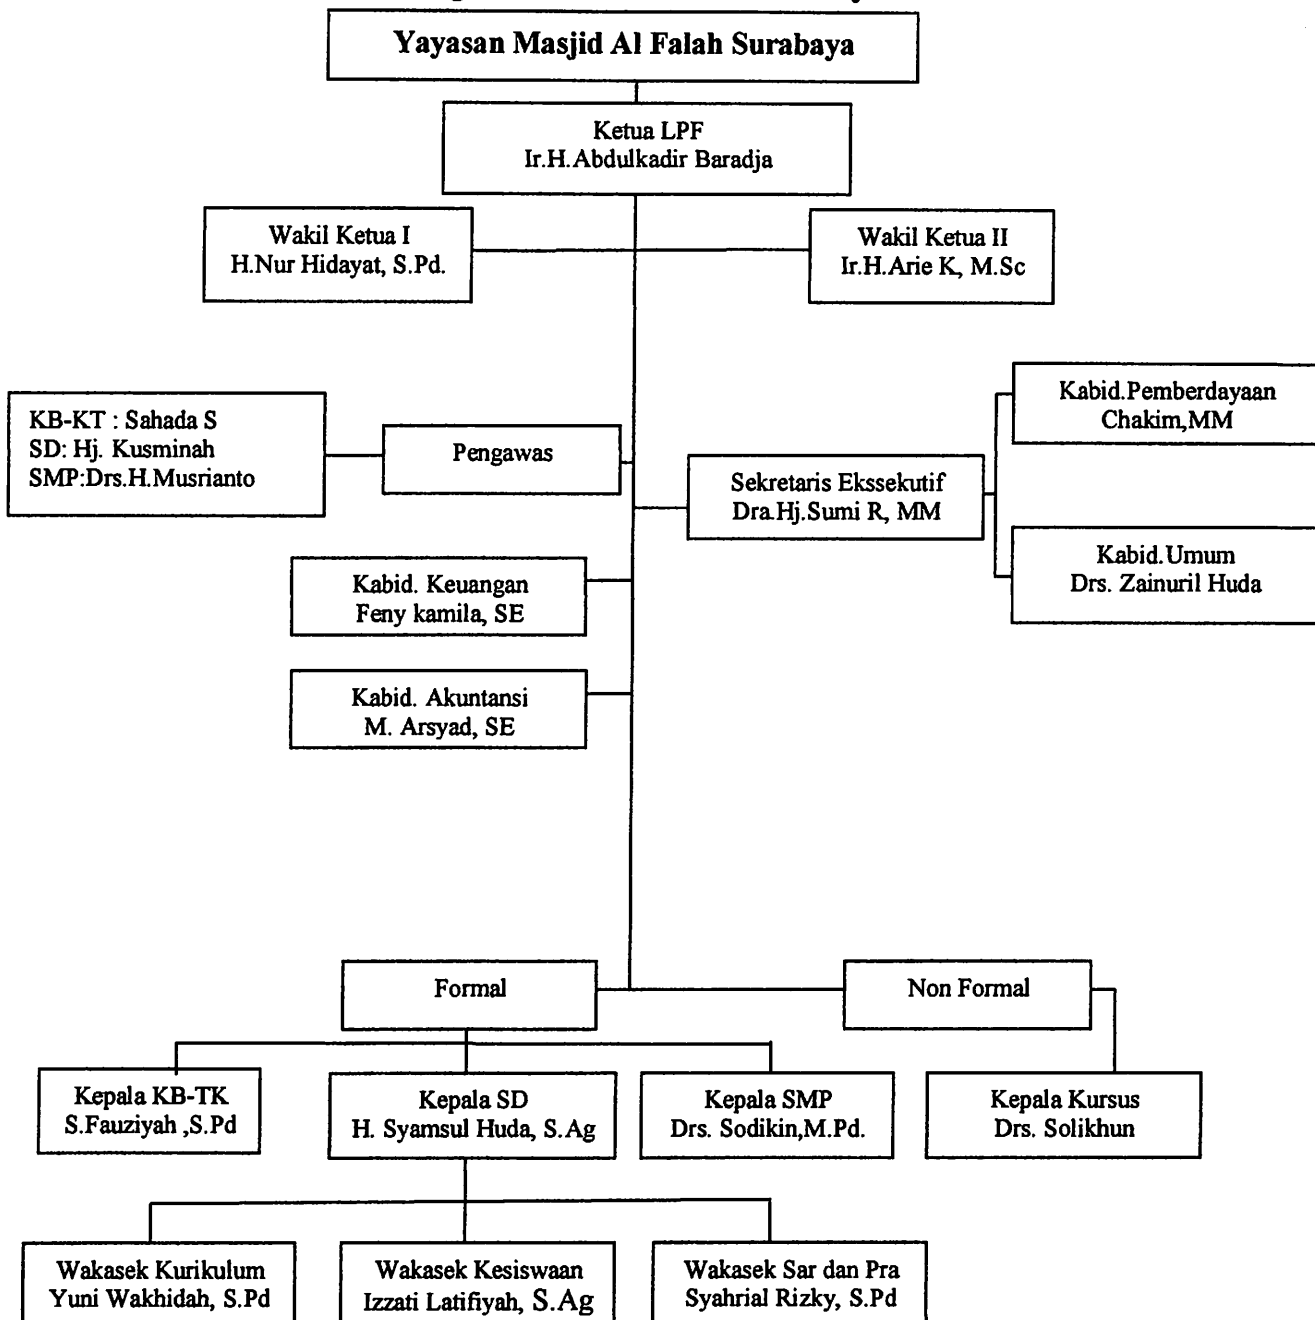 Yayasan Masjid Al Falah Surabaya
Ketua LPF
Ir.H.Abdulkadir Baradja
Wakil Ketua I
H.Nur Hidayat, S.Pd.
Wakil Ketua II
Ir.H.Arie K, M.Sc
KB-KT : Sahada S
SD: Hj. Kusminah
SMP:Drs.H.Musrianto
Pengawas
Sekretaris Ekssekutif
Dra.Hj.Sumi R, MM
Kabid.Pemberdayaan
Chakim,MM
Kabid.Umum
Drs. Zainuril Huda
Kabid. Keuangan
Feny kamila, SE
Kabid. Akuntansi
M. Arsyad, SE
Formal
Non Formal
Kepala KB-TK
S.Fauziyah ,S.Pd
Kepala SD
H. Syamsul Huda, S.Ag
Kepala SMP
Drs. Sodikin,M.Pd.
Kepala Kursus
Drs. Solikhun
Wakasek Kurikulum
Yuni Wakhidah, S.Pd
Wakasek Kesiswaan
Izzati Latifiyah, S.Ag
Wakasek Sar dan Pra
Syahrial Rizky, S.Pd